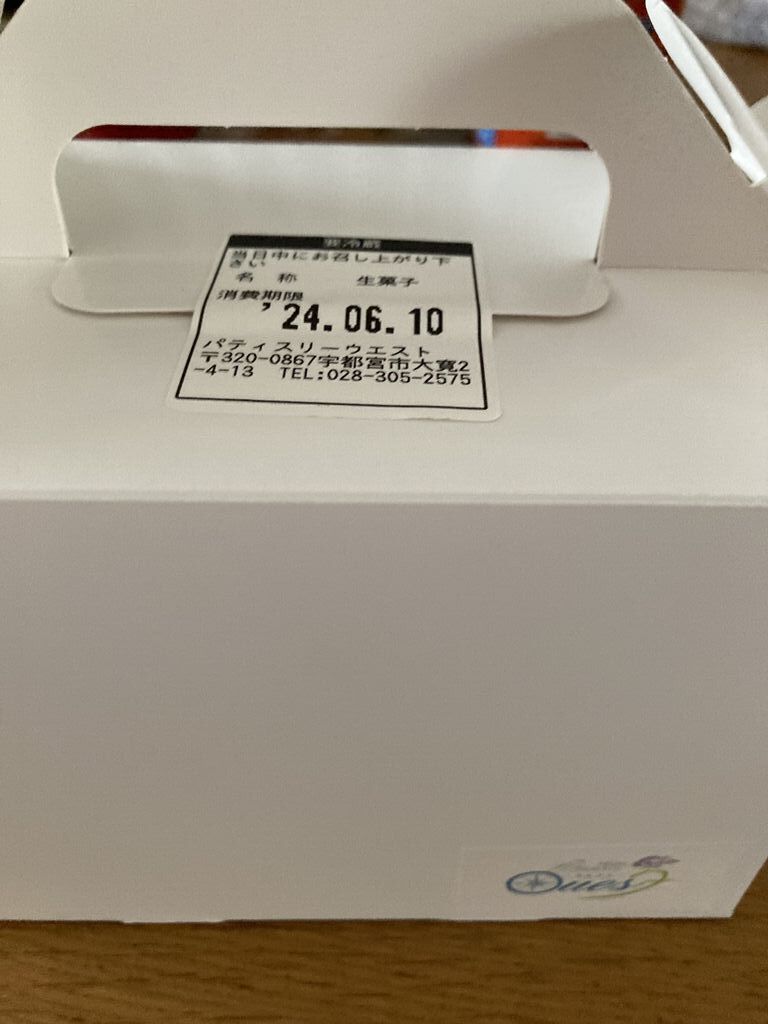 要冷蔵
当日中にお召し上がり下
さい
名 称 生菓子
消費期限
'24.06.10
パティスリーウエスト
〒320-0867宇都宮市大寛2
-4-13 TEL:028-305-2575
Ouest